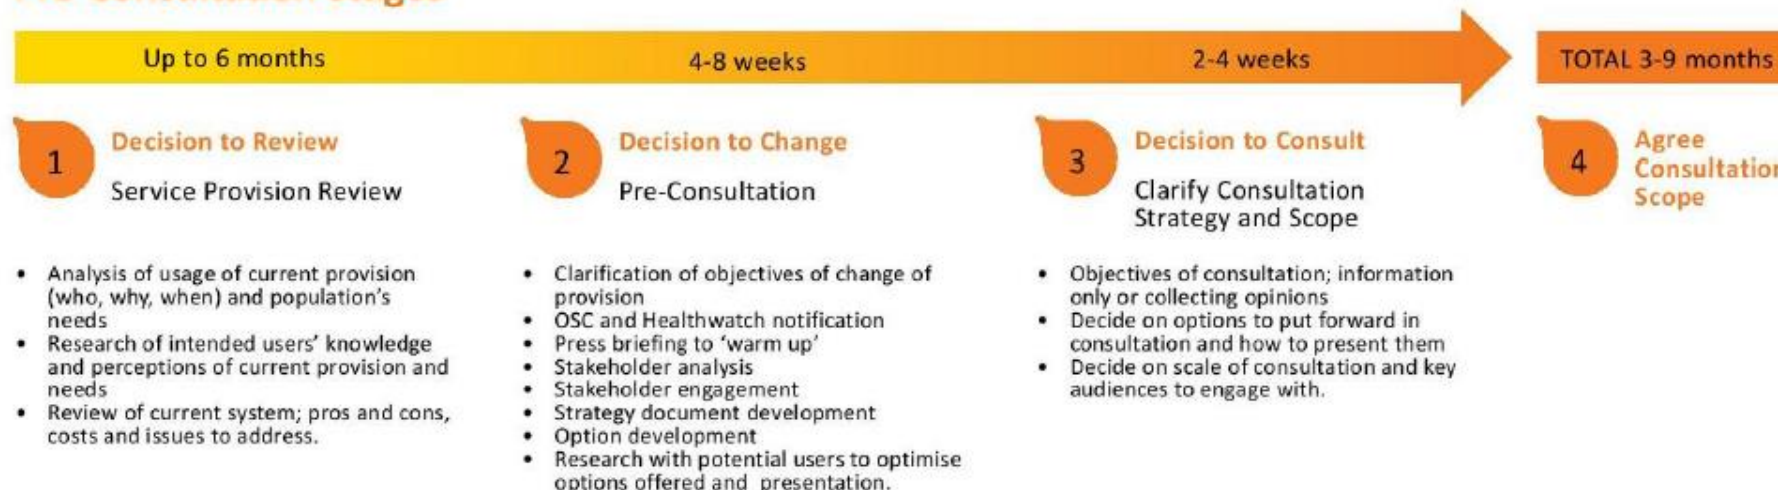 Up to 6 months
4-8 weeks
2-4 weeks
TOTAL 3-9 months
1
Decision to Review
Service Provision Review
• Analysis of usage of current provision
(who, why, when) and population's
needs
• Research of intended users' knowledge
and perceptions of current provision and
needs
• Review of current system; pros and cons,
costs and issues to address.
2
Decision to Change
Pre-Consultation
• Clarification of objectives of change of
provision
• OSC and Healthwatch notification
• Press briefing to 'warm up'
• Stakeholder analysis
• Stakeholder engagement
• Strategy document development
• Option development
• Research with potential users to optimise
options offered and presentation.
3
Decision to Consult
Clarify Consultation
Strategy and Scope
• Objectives of consultation; information
only or collecting opinions
• Decide on options to put forward in
consultation and how to present them
• Decide on scale of consultation and key
audiences to engage with.
4
Agree
Consultation
Scope